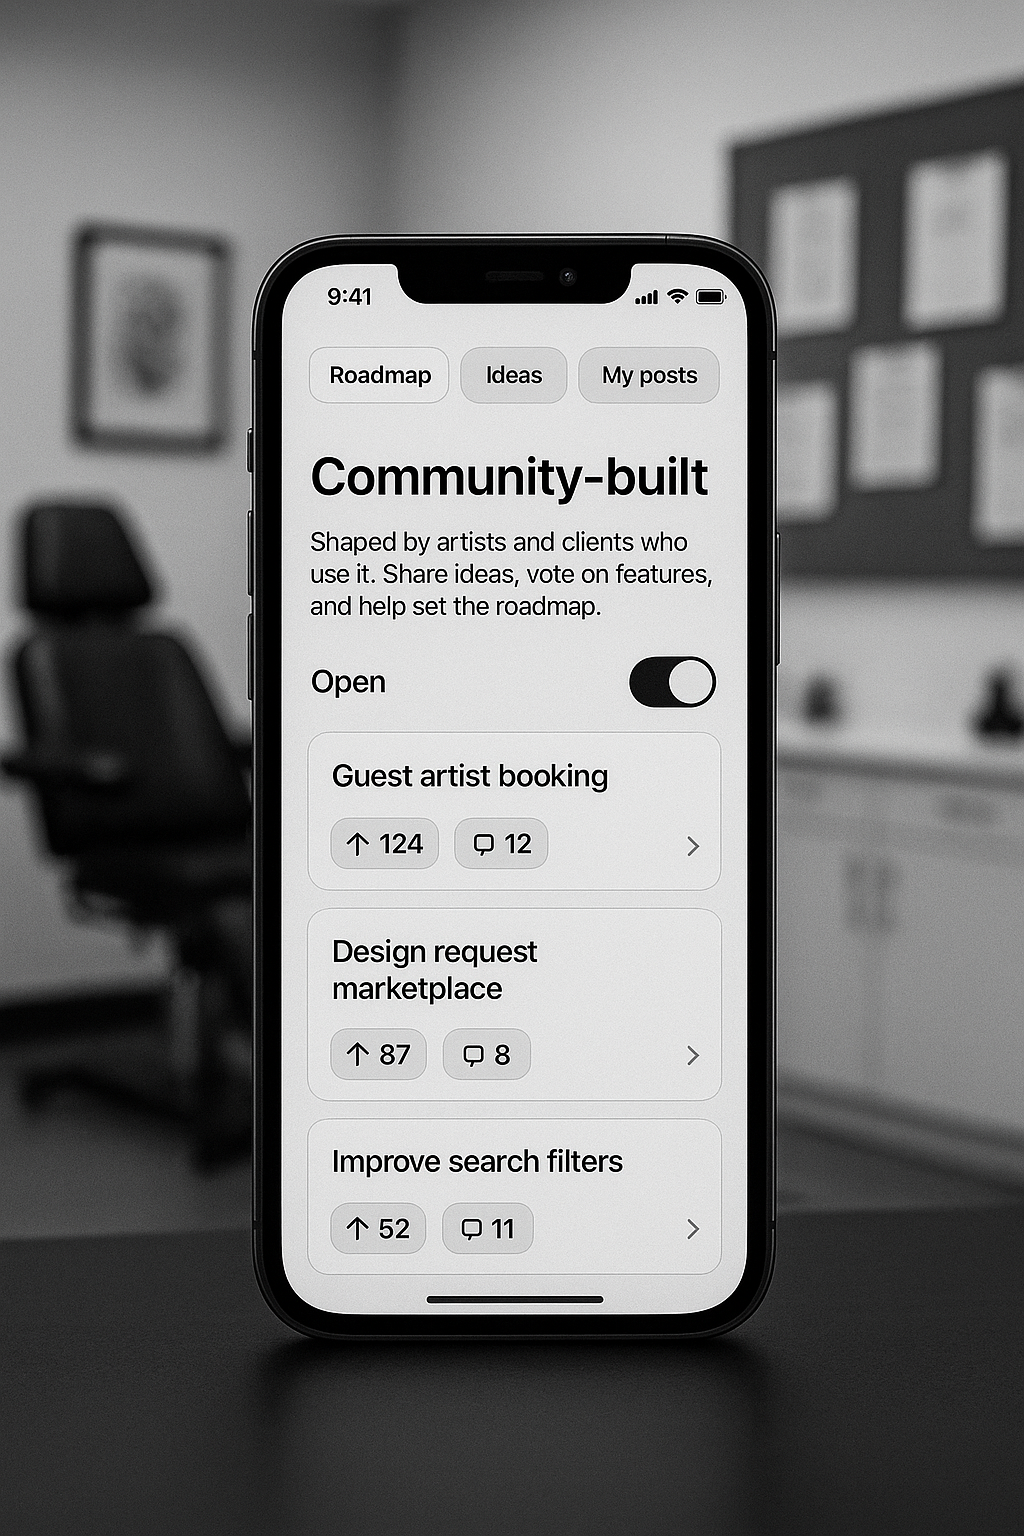 9:41
Roadmap Ideas My posts
Community-built
Shaped by artists and clients who
use it. Share ideas, vote on features,
and help set the roadmap.
Open
Guest artist booking
124 12
Design request
marketplace
87 8
Improve search filters
52 11